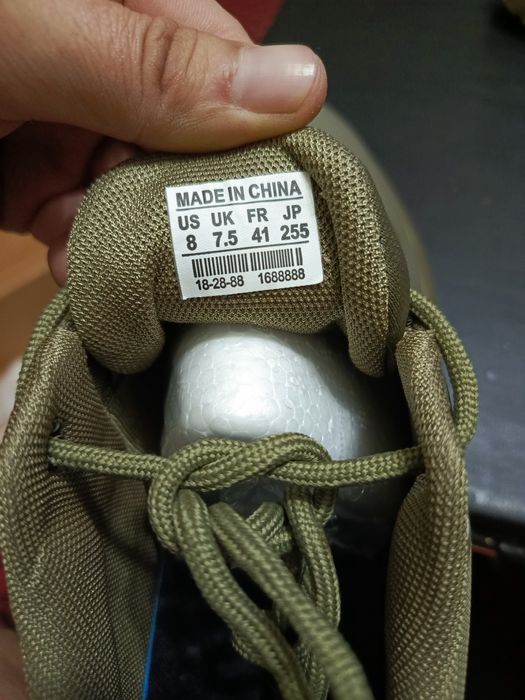 MADE IN CHINA
US UK FR JP
8 7.5 41 255
18-28-88 1688888